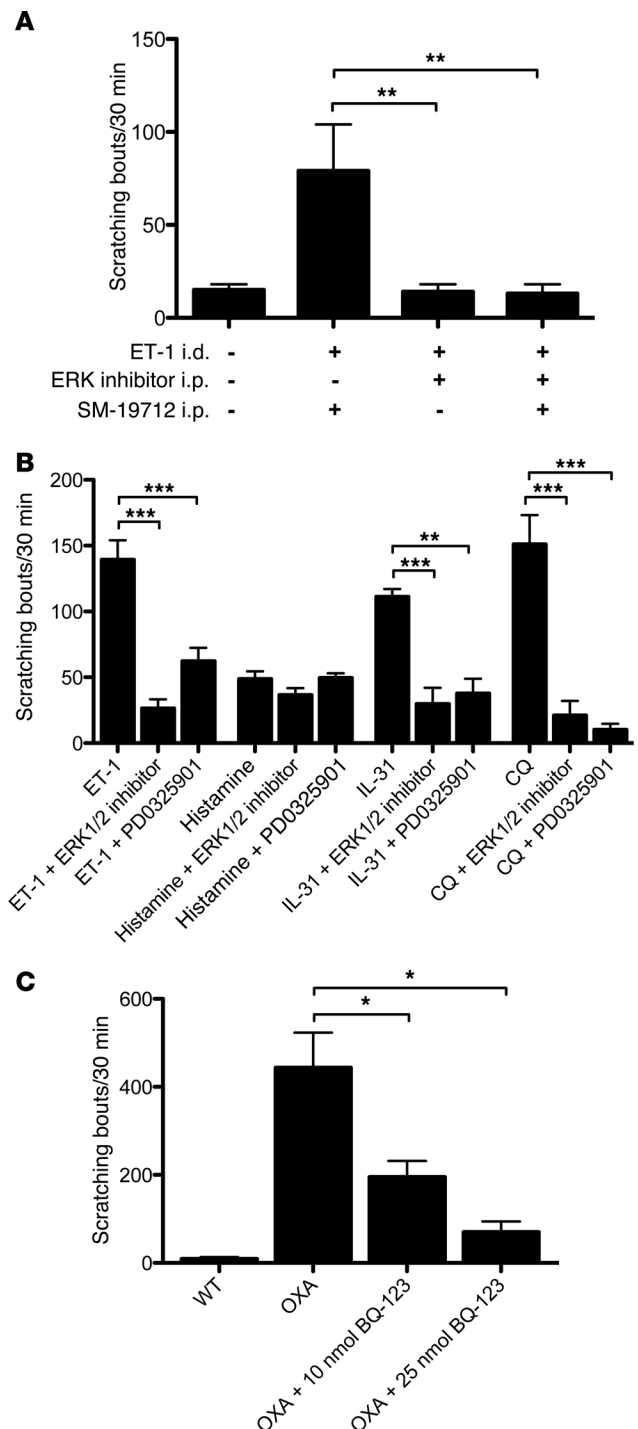 A
Scratching bouts/30 min
150
100
50
0
**
**
ET-1 i.d. - + + +
ERK inhibitor i.p. - - + +
SM-19712 i.p. - + - +
B
Scratching bouts/30 min
200
150
100
50
0
***
***
**
***
***
***
ET-1
ET-1 + ERK1/2 inhibitor
ET-1 + PD0325901
Histamine
Histamine + ERK1/2 inhibitor
Histamine + PD0325901
IL-31
IL-31 + ERK1/2 inhibitor
IL-31 + PD0325901
CQ
CQ + ERK1/2 inhibitor
CQ + PD0325901
C
Scratching bouts/30 min
600
400
200
0
*
*
WT
OXA
OXA + 10 nmol BQ-123
OXA + 25 nmol BQ-123